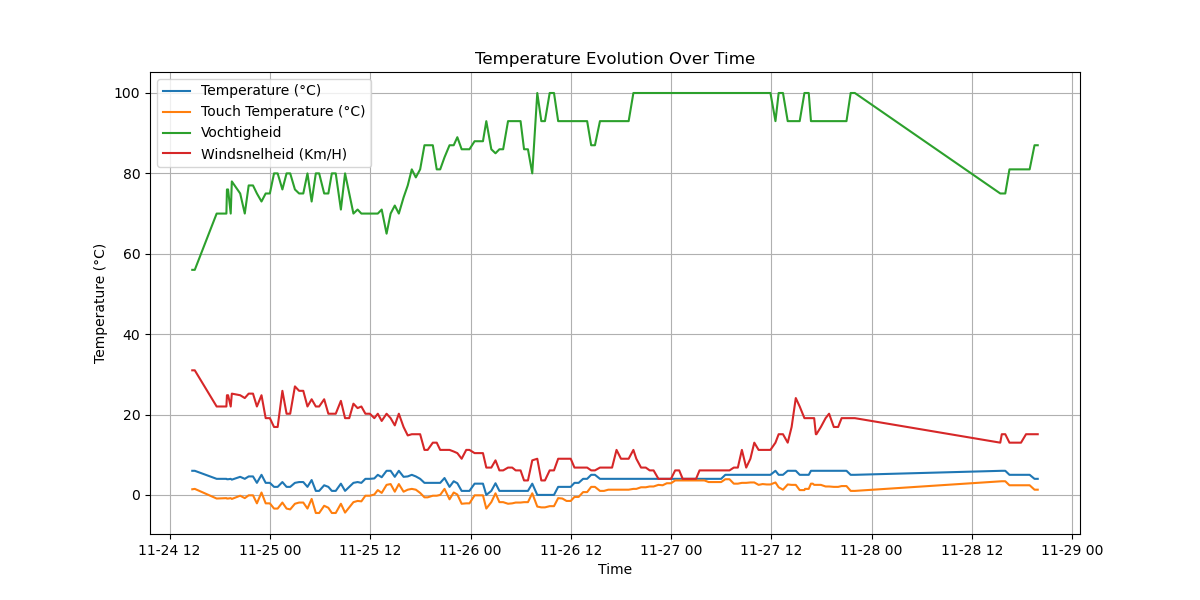 Temperature Evolution Over Time
Temperature (°C)
Touch Temperature (°C)
Vochtigheid
Windsnelheid (Km/H)
Temperature (°C)
100
80
60
40
20
0
11-24 12
11-25 00
11-25 12
11-26 00
11-26 12
11-27 00
11-27 12
11-28 00
11-28 12
11-29 00
Time